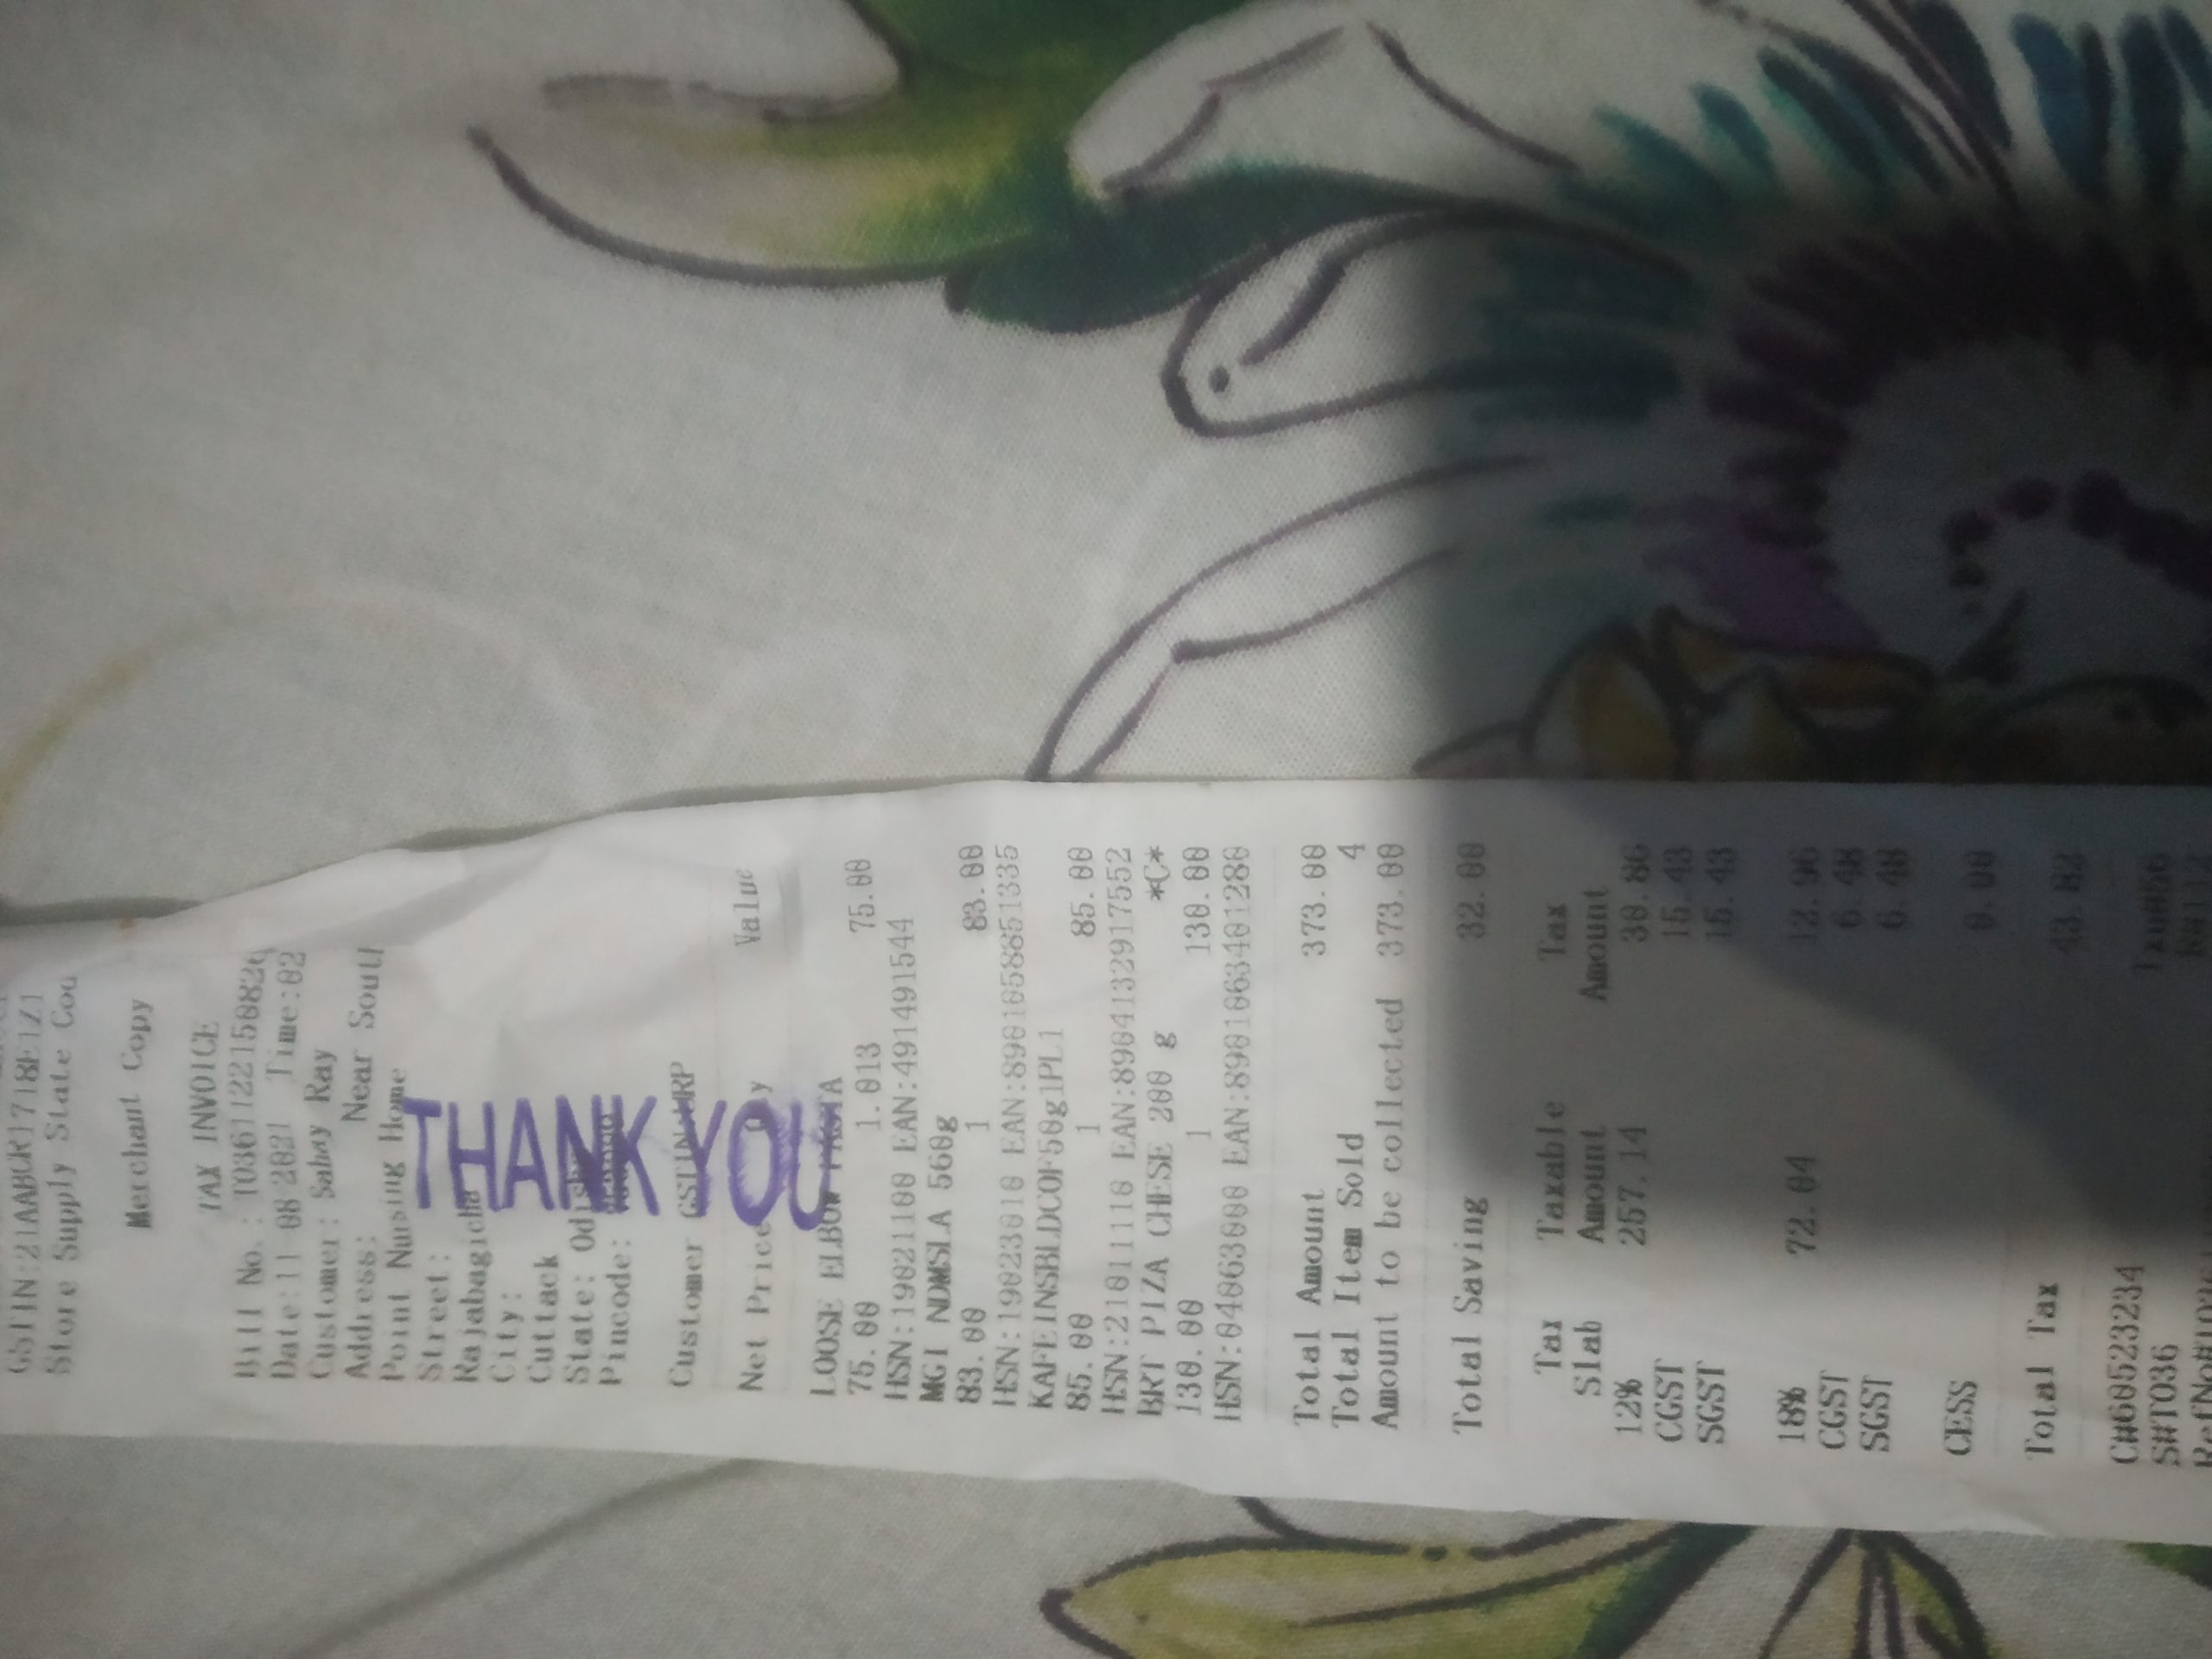 Store Supply State Cod
Merchant Copy
TAX INVOICE
Bill No.:
Date:11 08 2021 Time:02
Customer: Sahoy Ray
Address: Near South
Point Nursing Home
Street:
City:
Cuttack
State:
Pincode:
THANK YOU
Customer GSTIN
Net Price Value
LOOSE ELBOW PASTA
75.00 1.013 75.00
HSN:19021100 EAN:491491544
MGI NDMSLA 560g
83.00 1 83.00
HSN:19023010 EAN:8901058851335
KAFEINSBLDCOF50g1PL1
85.00 1 85.00
HSN:21011110 EAN:8904132917552
BRT PIZA CHESE 200 g *C*
130.00 1 130.00
HSN:04063000 EAN:8901063401280
Total Amount 373.00
Total Item Sold 4
Amount to be collected 373.00
Total Saving 32.00
Tax Taxable Tax
Slab Amount Amount
12% 257.14 30.86
CGST 15.43
SGST 15.43
18% 72.04 12.96
CGST 6.48
SGST 6.48
CESS 0.00
Total Tax 43.82
C##60523234
S##T036